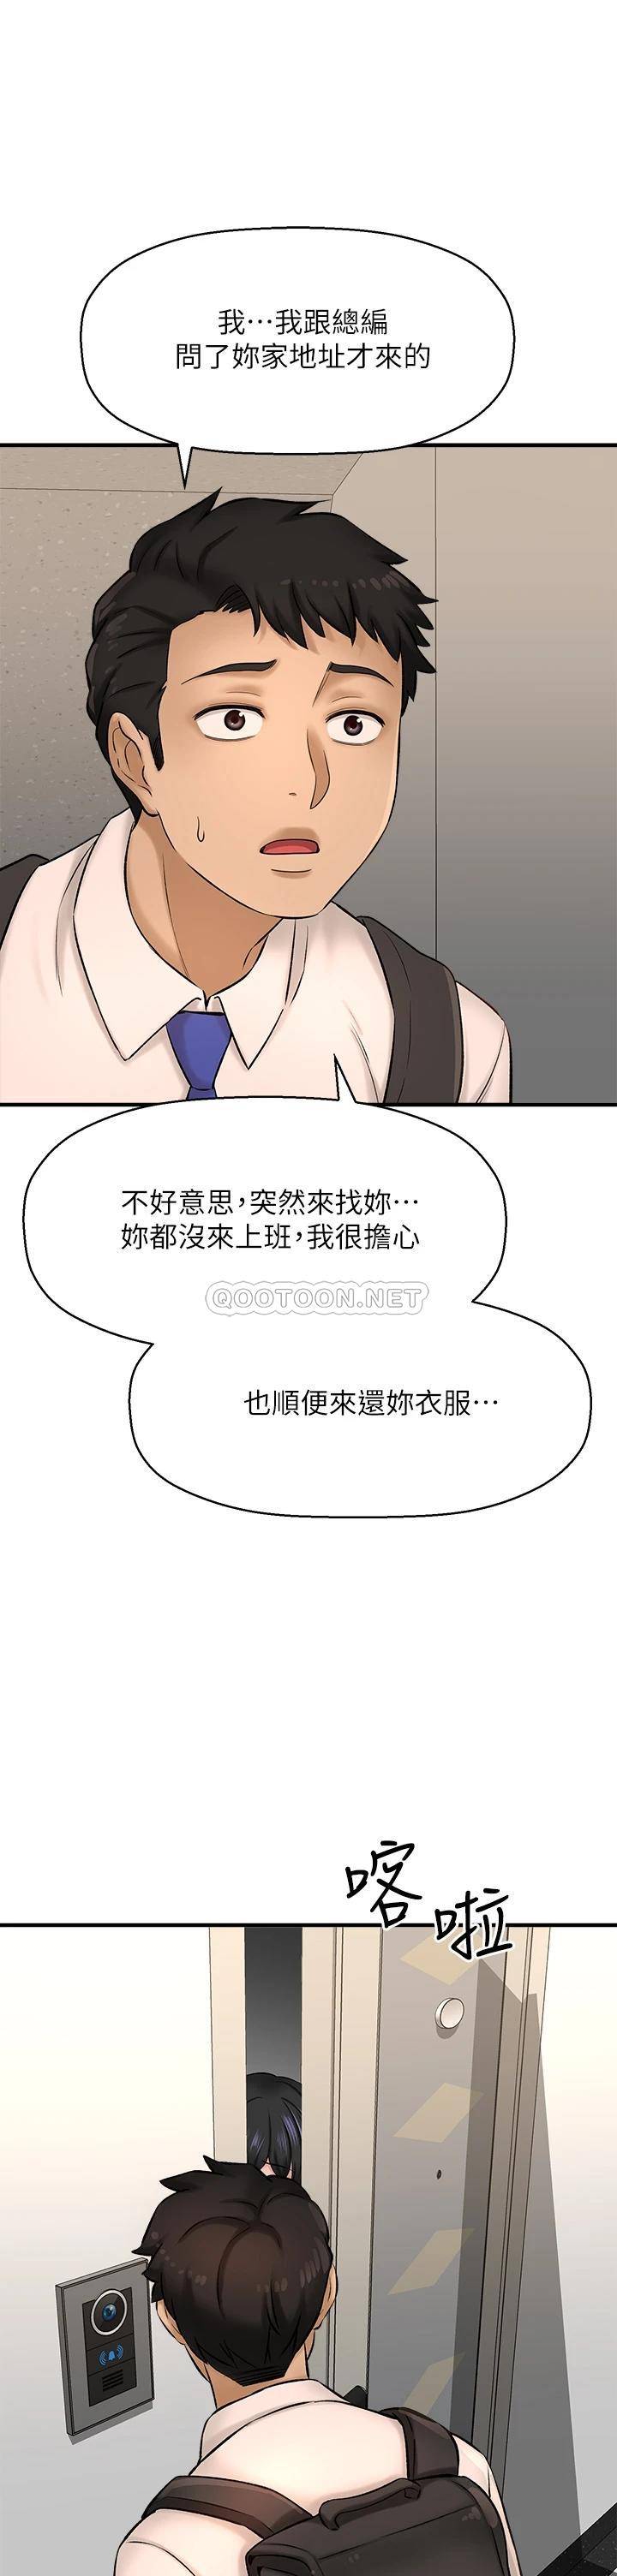 我…我跟總編
問了妳家地址才來的
不好意思，突然來找妳…
妳都沒來上班，我很擔心
QOOTOON.NET
也順便來還妳衣服…
喀啦